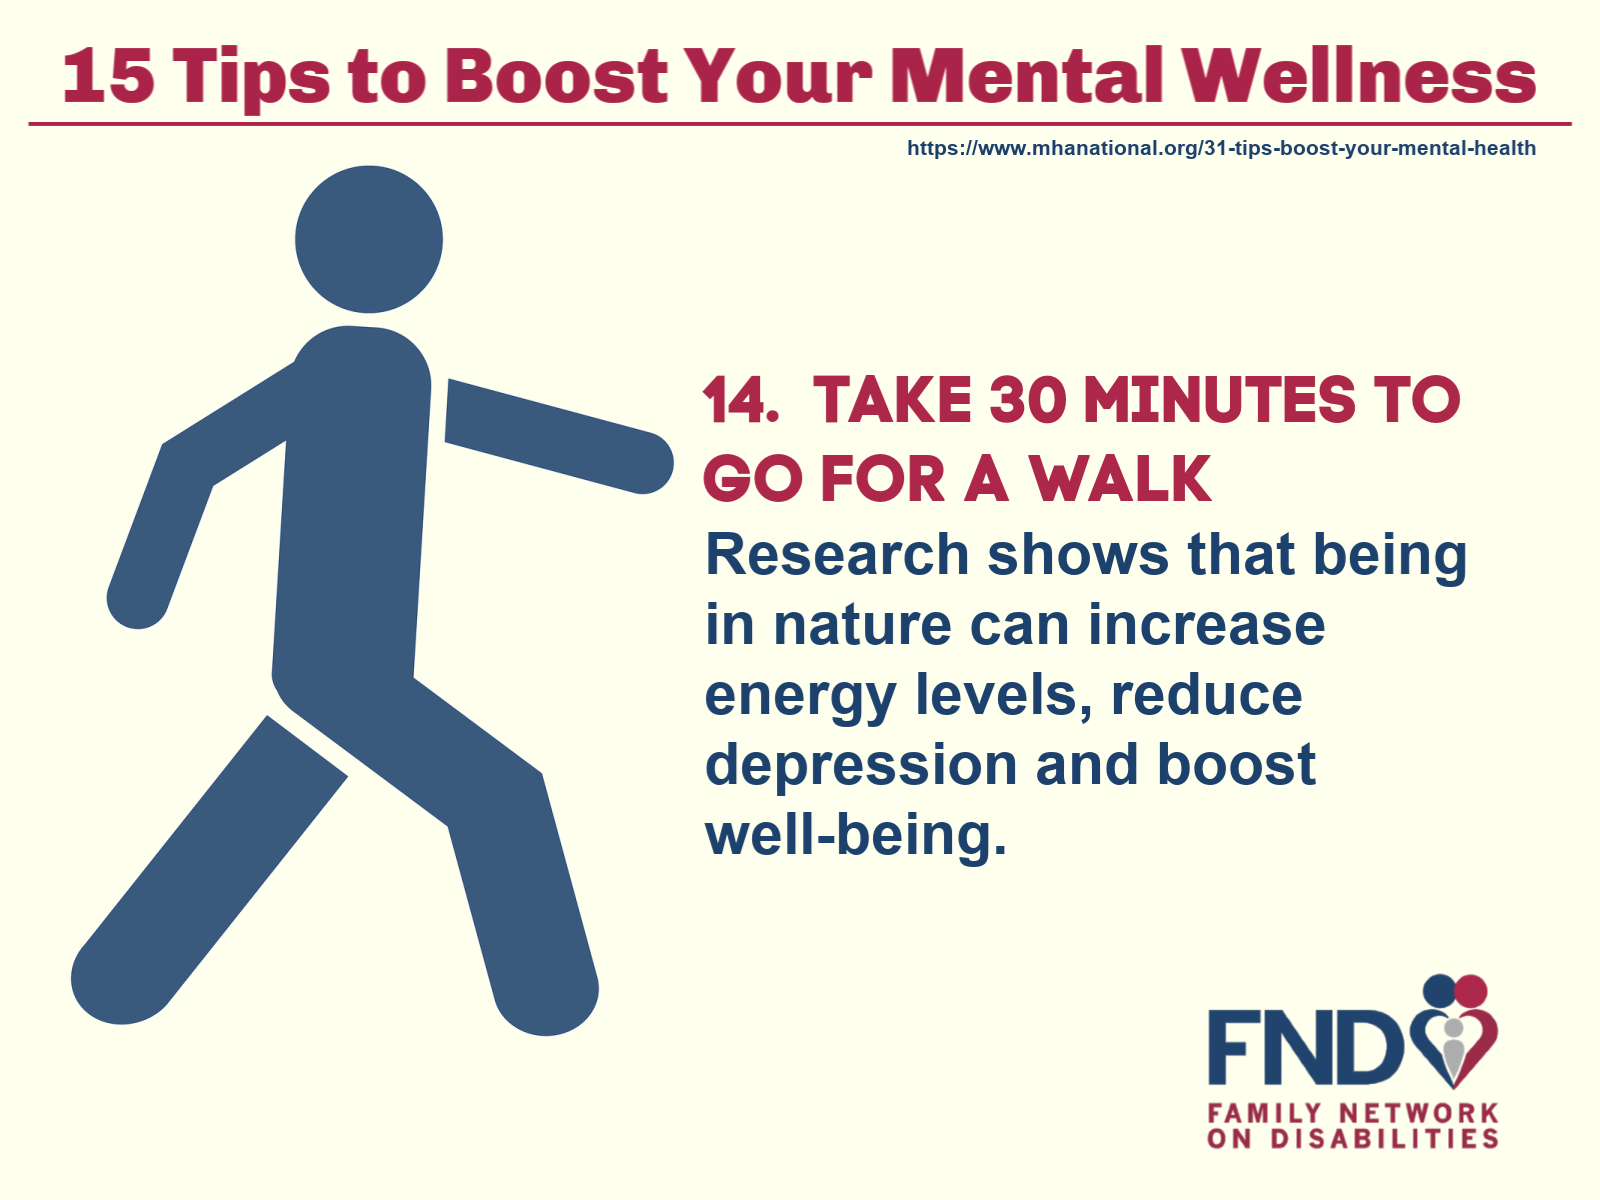 15 Tips to Boost Your Mental Wellness
https://www.mhanational.org/31-tips-boost-your-mental-health
14. TAKE 30 MINUTES TO
GO FOR A WALK
Research shows that being
in nature can increase
energy levels, reduce
depression and boost
well-being.
FND
FAMILY NETWORK
ON DISABILITIES